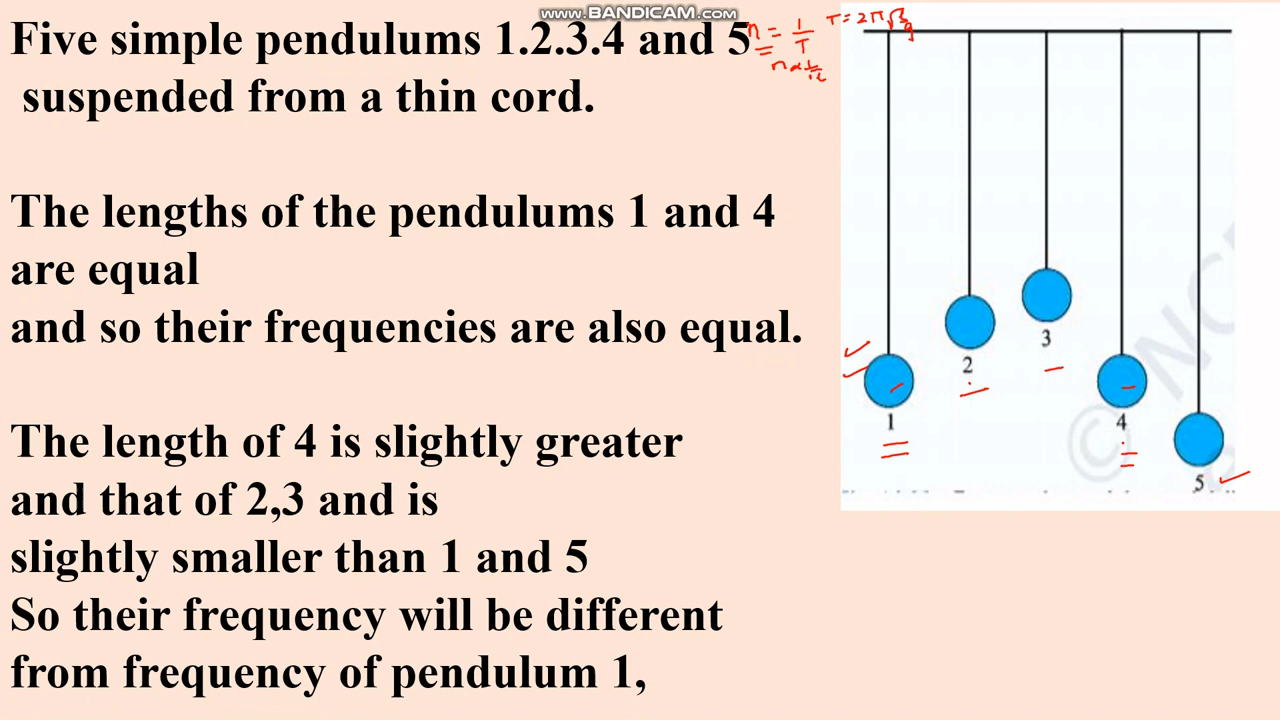 www.BANDICAM.com
Five simple pendulums 1.2.3.4 and 5
suspended from a thin cord.
n = 1/T
T = 2π√l/g
n α 1/√l
The lengths of the pendulums 1 and 4
are equal
and so their frequencies are also equal.
The length of 4 is slightly greater
and that of 2,3 and is
slightly smaller than 1 and 5
So their frequency will be different
from frequency of pendulum 1,
3
2
1
4
5